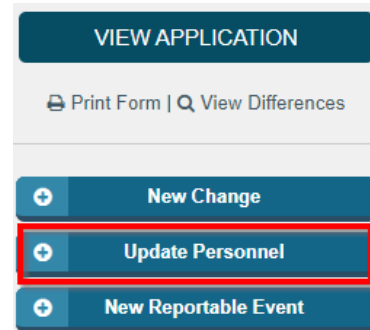 VIEW APPLICATION
Print Form | View Differences
New Change
Update Personnel
New Reportable Event